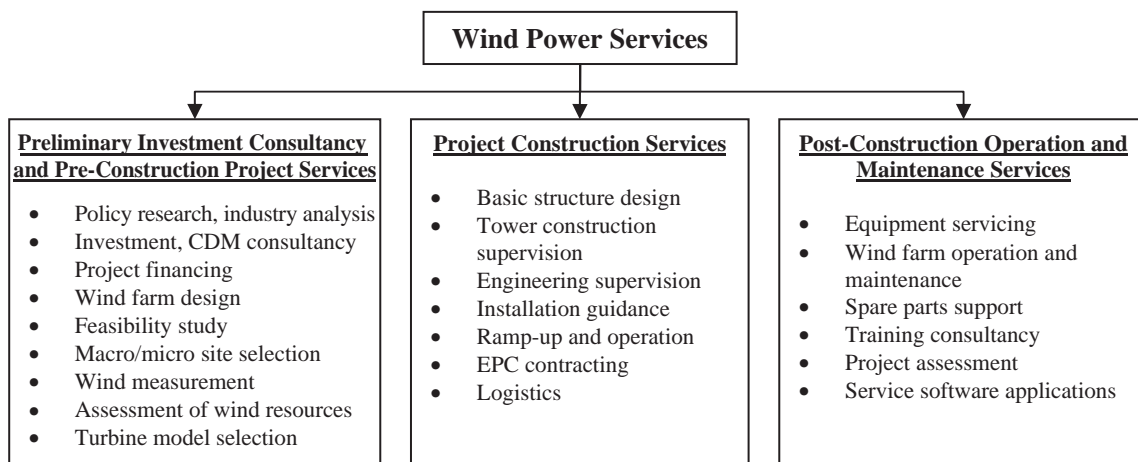 Wind Power Services
Preliminary Investment Consultancy
and Pre-Construction Project Services
• Policy research, industry analysis
• Investment, CDM consultancy
• Project financing
• Wind farm design
• Feasibility study
• Macro/micro site selection
• Wind measurement
• Assessment of wind resources
• Turbine model selection
Project Construction Services
• Basic structure design
• Tower construction
supervision
• Engineering supervision
• Installation guidance
• Ramp-up and operation
• EPC contracting
• Logistics
Post-Construction Operation and
Maintenance Services
• Equipment servicing
• Wind farm operation and
maintenance
• Spare parts support
• Training consultancy
• Project assessment
• Service software applications